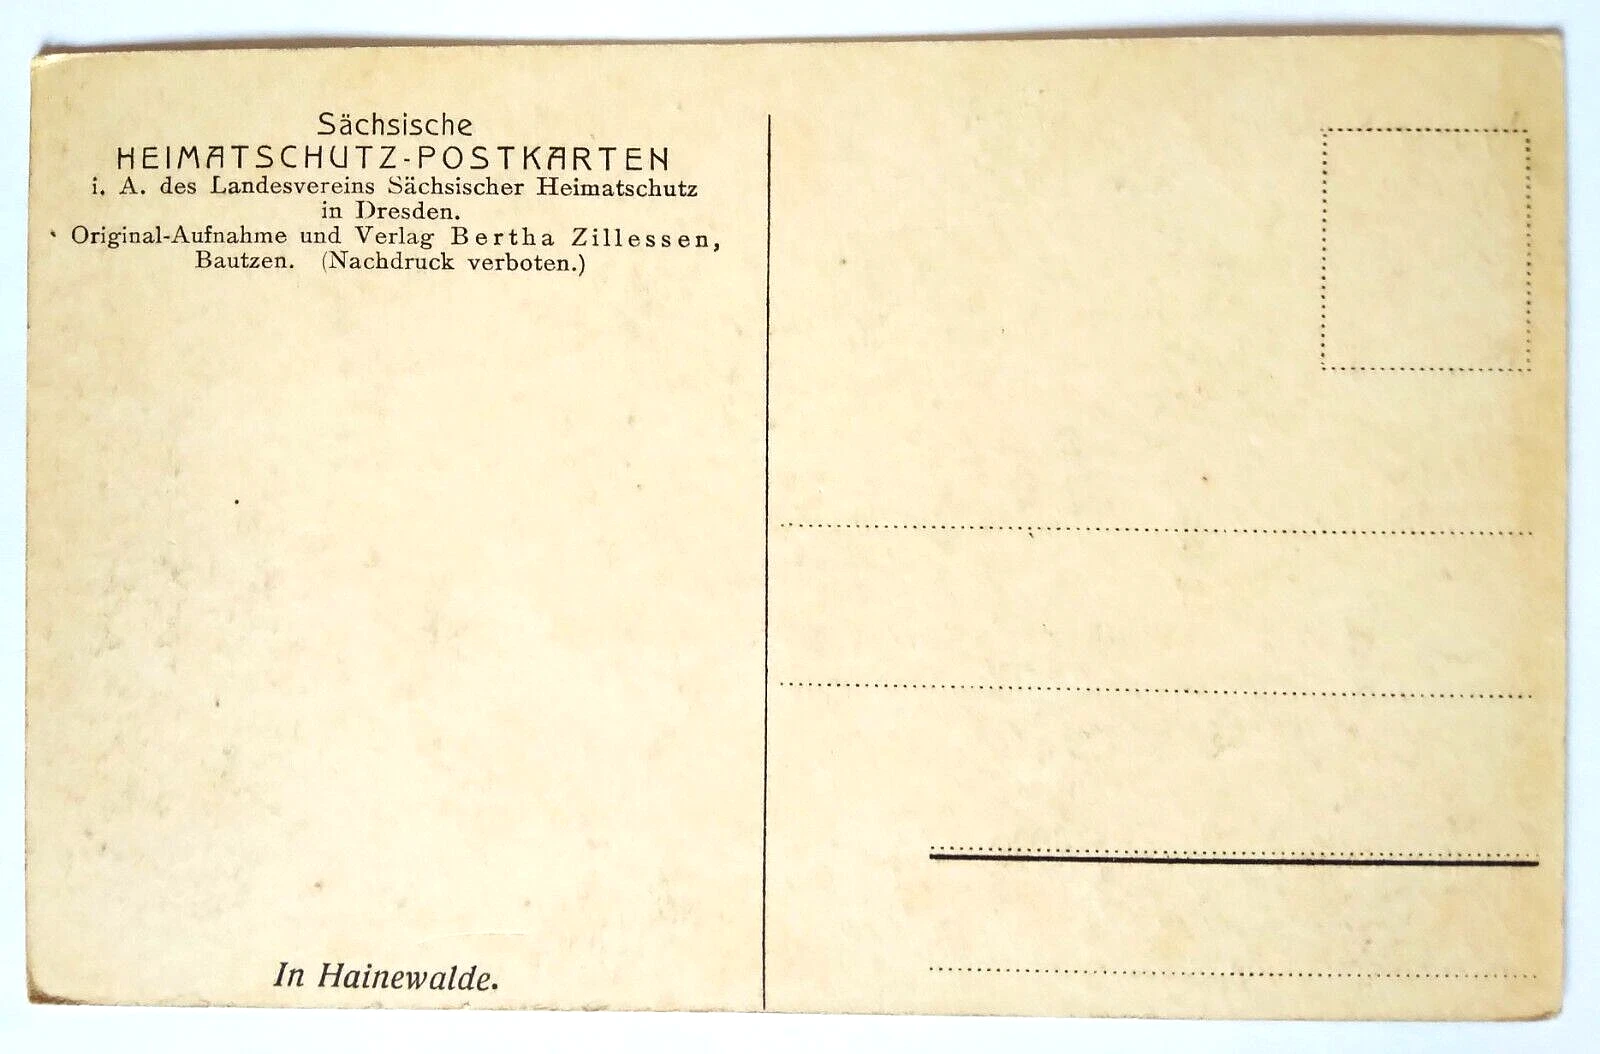 Sächsische
HEIMATSCHUTZ-POSTKARTEN
i. A. des Landesvereins Sächsischer Heimatschutz
in Dresden.
Original-Aufnahme und Verlag Bertha Zillessen,
Bautzen. (Nachdruck verboten.)
In Hainewalde.